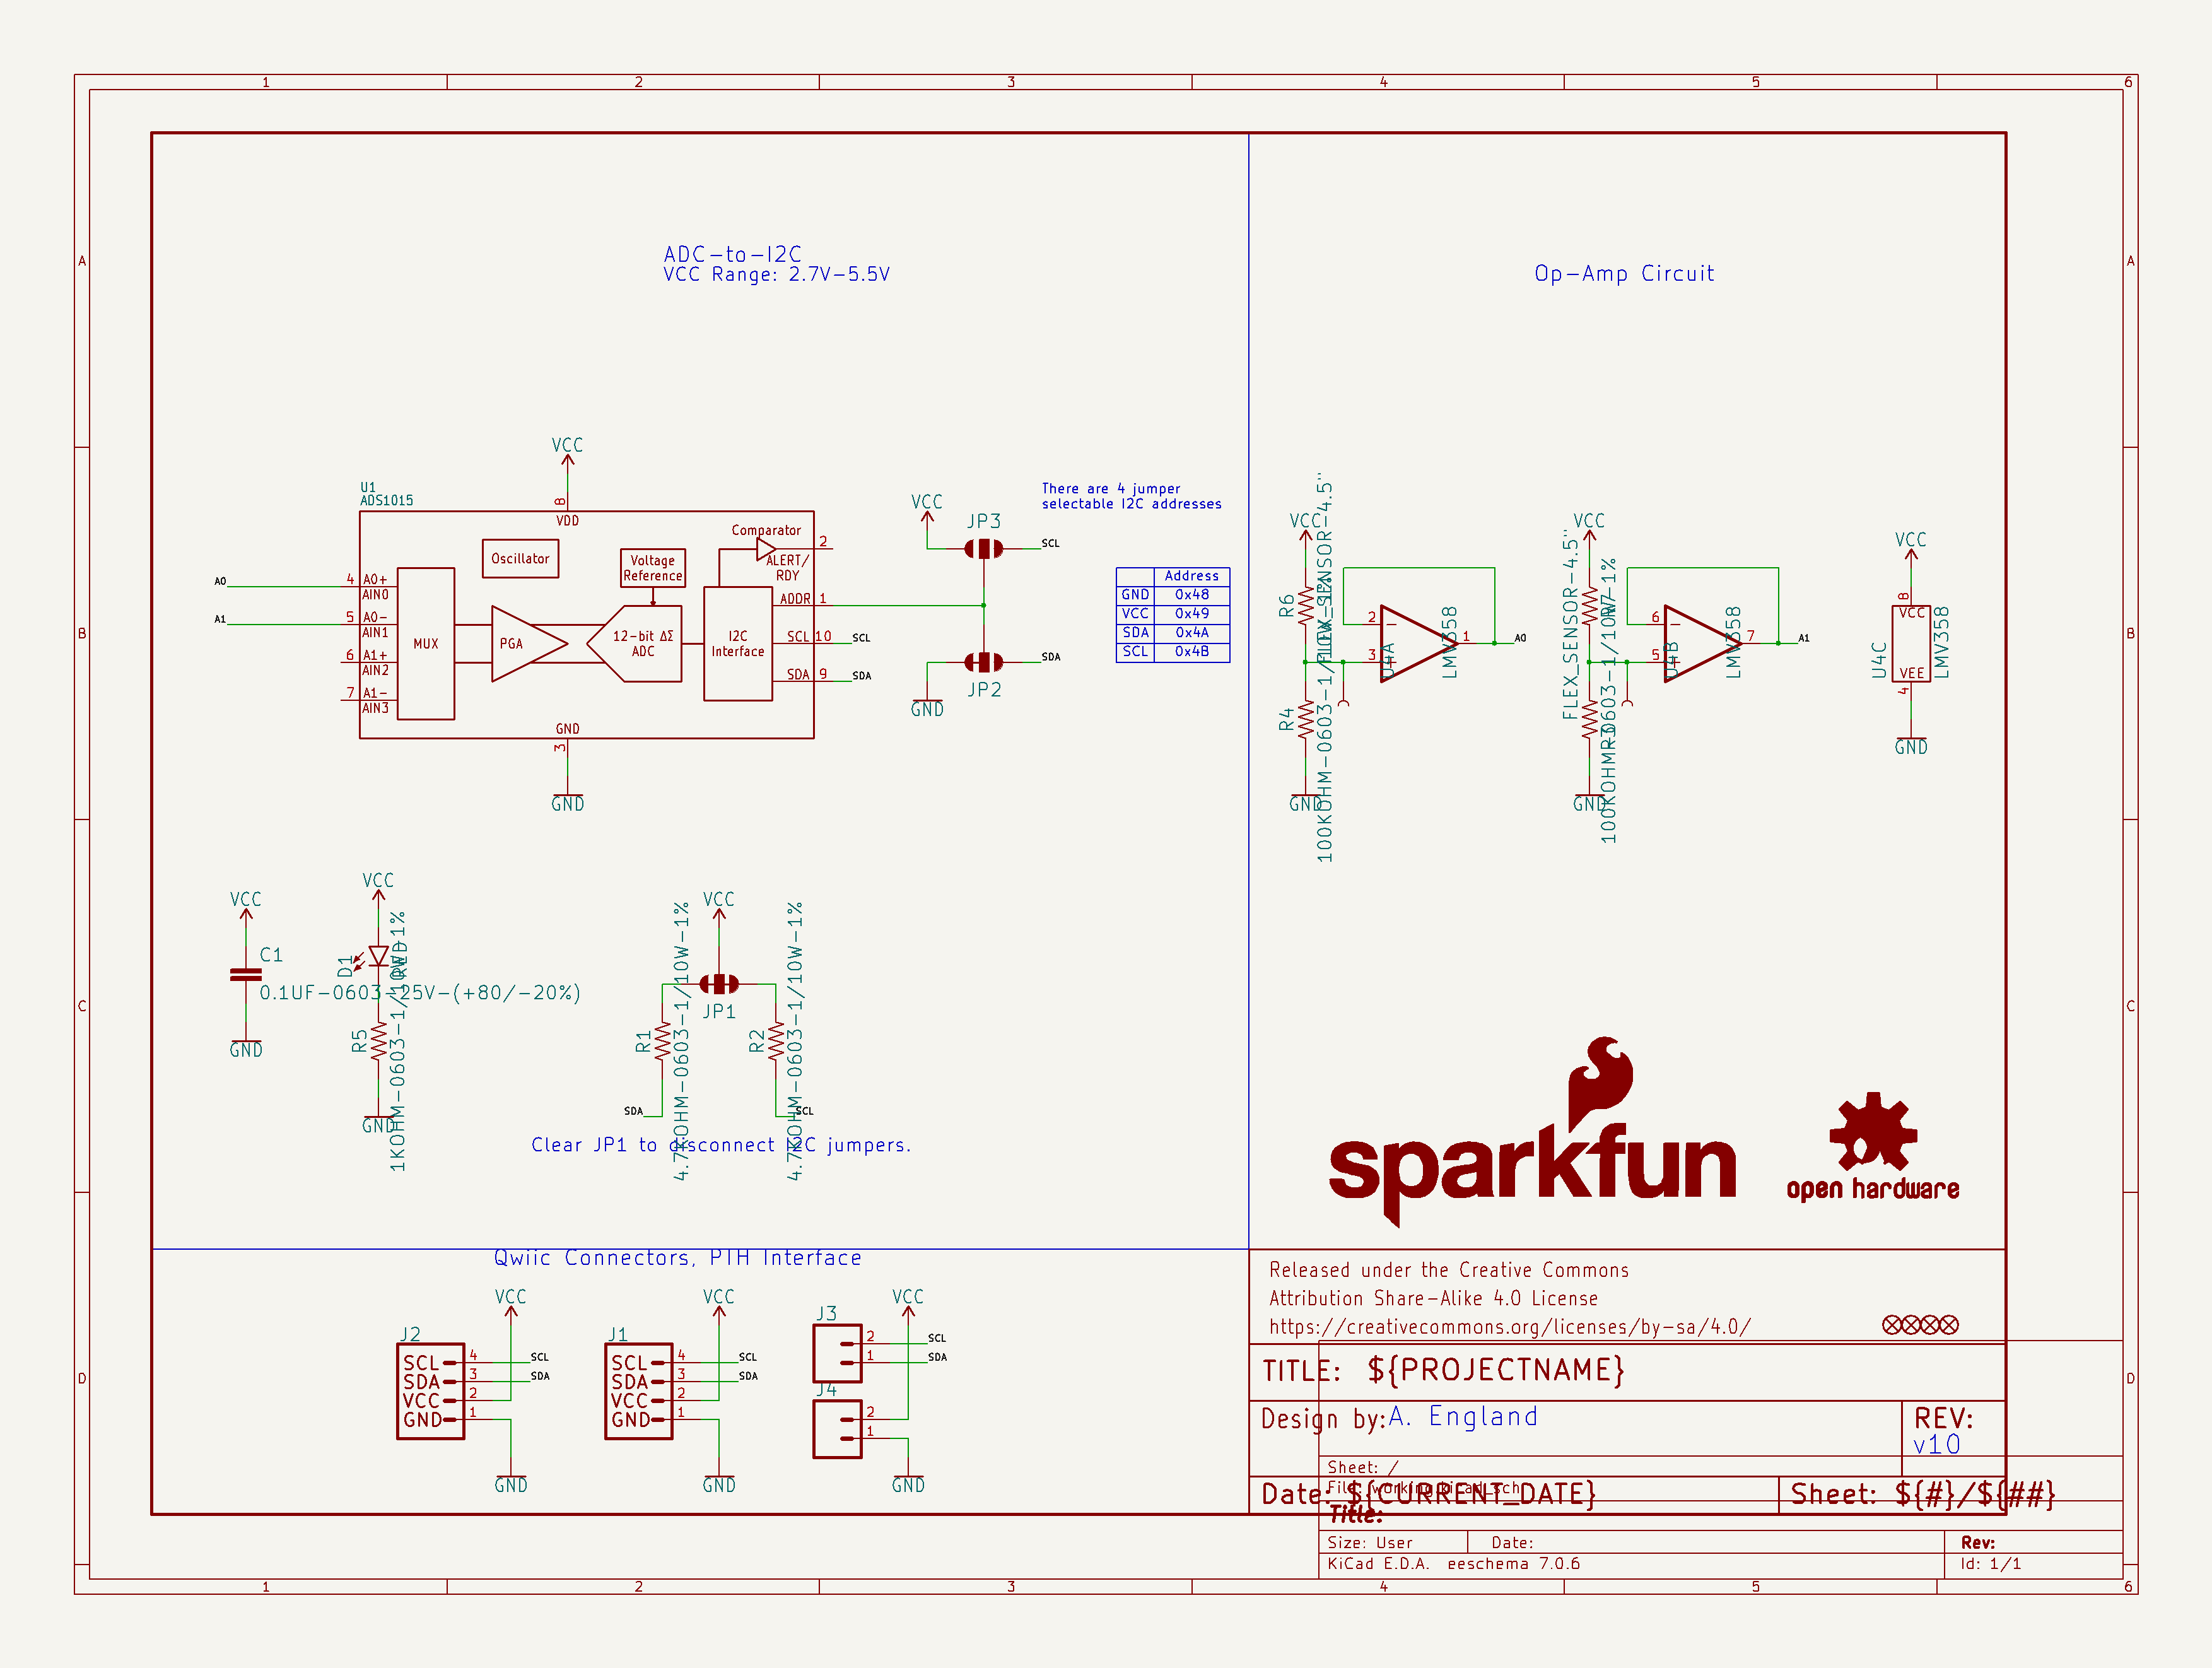 1 2 3 4 5 6
A
B
C
D
A
B
C
D
ADC-to-I2C
VCC Range: 2.7V-5.5V
Op-Amp Circuit
VCC
U1
ADS1015
8
VDD
Oscillator
Voltage
Reference
Comparator
2
ALERT/
RDY
A0
4 A0+
AIN0
A1
5 A0-
AIN1
6 A1+
AIN2
7 A1-
AIN3
MUX
PGA
12-bit ΔΣ
ADC
I2C
Interface
ADDR 1
SCL 10 SCL
SDA 9 SDA
GND
3
GND
VCC
JP3
SCL
SDA
JP2
GND
There are 4 jumper
selectable I2C addresses
Address
GND 0x48
VCC 0x49
SDA 0x4A
SCL 0x4B
VCC
R6
FLEX_SENSOR-4.5"
R4
100KOHM-0603-1/10W-1%
GND
2
3
1
U4A
LMV358
A0
VCC
FLEX_SENSOR-4.5"
R7
100KOHM-0603-1/10W-1%
R3
GND
6
5
7
U4B
LMV358
A1
VCC
8
VCC
U4C
LMV358
VEE
4
GND
VCC
C1
0.1UF-0603-25V-(+80/-20%)
GND
VCC
D1
RED
R5
1KOHM-0603-1/10W-1%
GND
VCC
JP1
R1
4.7KOHM-0603-1/10W-1%
R2
4.7KOHM-0603-1/10W-1%
SDA
SCL
Clear JP1 to disconnect I2C jumpers.
sparkfun
open hardware
Qwiic Connectors, PTH Interface
VCC
J2
SCL 4 SCL
SDA 3 SDA
VCC 2
GND 1
GND
VCC
J1
SCL 4 SCL
SDA 3 SDA
VCC 2
GND 1
GND
J3
VCC
2 SCL
1 SDA
J4
2
1
GND
Released under the Creative Commons
Attribution Share-Alike 4.0 License
https://creativecommons.org/licenses/by-sa/4.0/
TITLE: ${PROJECTNAME}
Design by: A. England
REV:
v10
Sheet: /
File: working.kicad_sch
Date: ${CURRENT_DATE}
Sheet: ${#}/${##}
Title:
Size: User Date: Rev:
KiCad E.D.A. eeschema 7.0.6 Id: 1/1
1 2 3 4 5 6